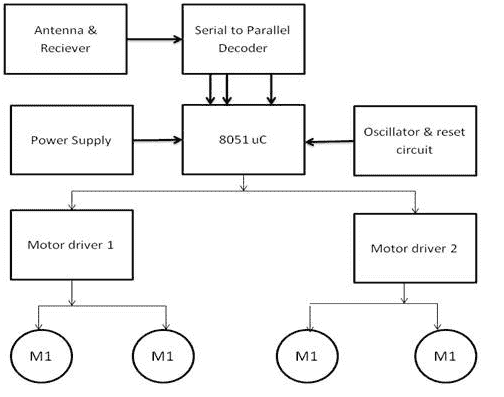 Antenna &
Reciever
Serial to Parallel
Decoder
Power Supply
8051 uC
Oscillator & reset
circuit
Motor driver 1
Motor driver 2
M1
M1
M1
M1